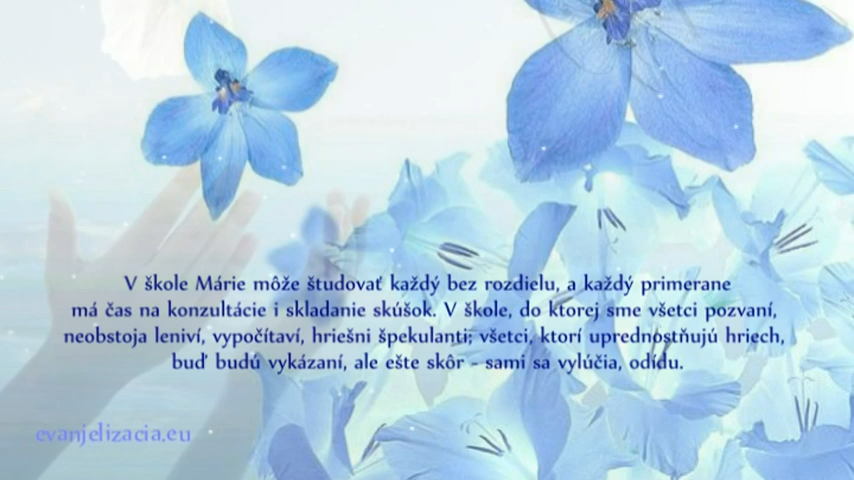 V škole Márie môže študovať každý bez rozdielu, a každý primerane
má čas na konzultácie i skladanie skúšok. V škole, do ktorej sme všetci pozvaní,
neobstoja leniví, vypočítaví, hriešni špekulanti; všetci, ktorí uprednostňujú hriech,
buď budú vykázaní, ale ešte skôr - sami sa vylúčia, odídu.
evanjelizacia.eu